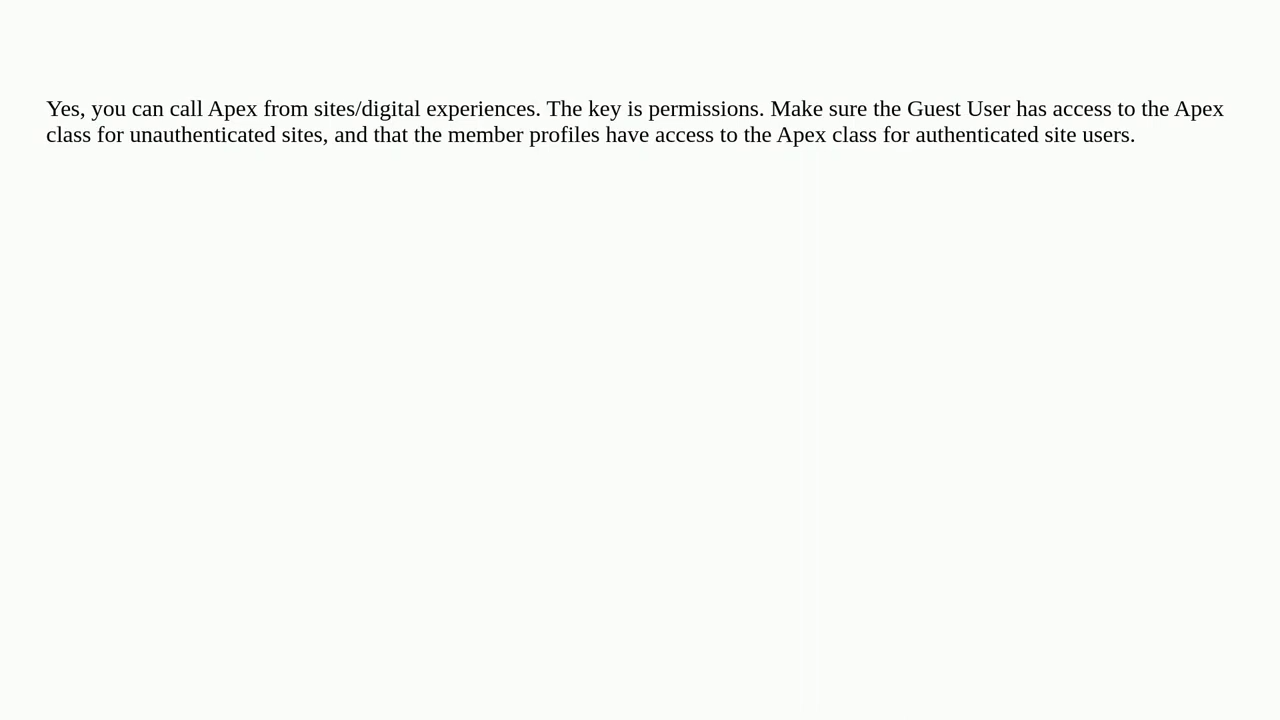 Yes, you can call Apex from sites/digital experiences. The key is permissions. Make sure the Guest User has access to the Apex
class for unauthenticated sites, and that the member profiles have access to the Apex class for authenticated site users.